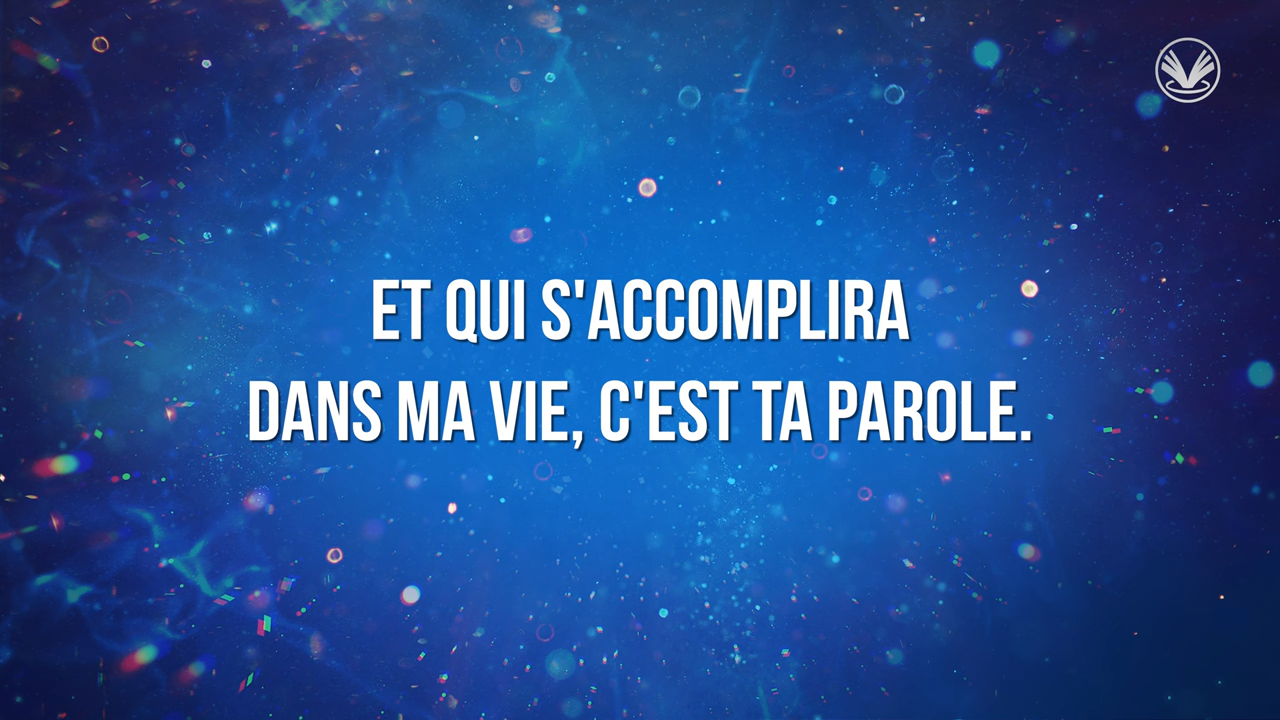 ET QUI S'ACCOMPLIRA
DANS MA VIE, C'EST TA PAROLE.